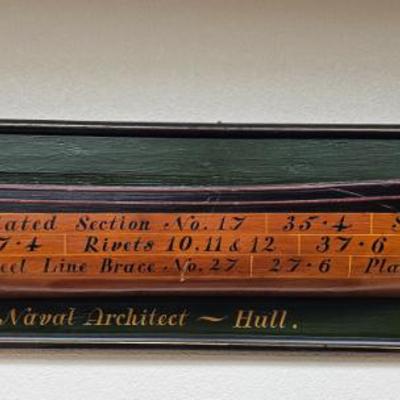 ated Section No. 17 35·4 S
7·4 Rivets 10.11 & 12 37·6
eel Line Brace No. 27 27·6 Pla
Naval Architect ~ Hull.